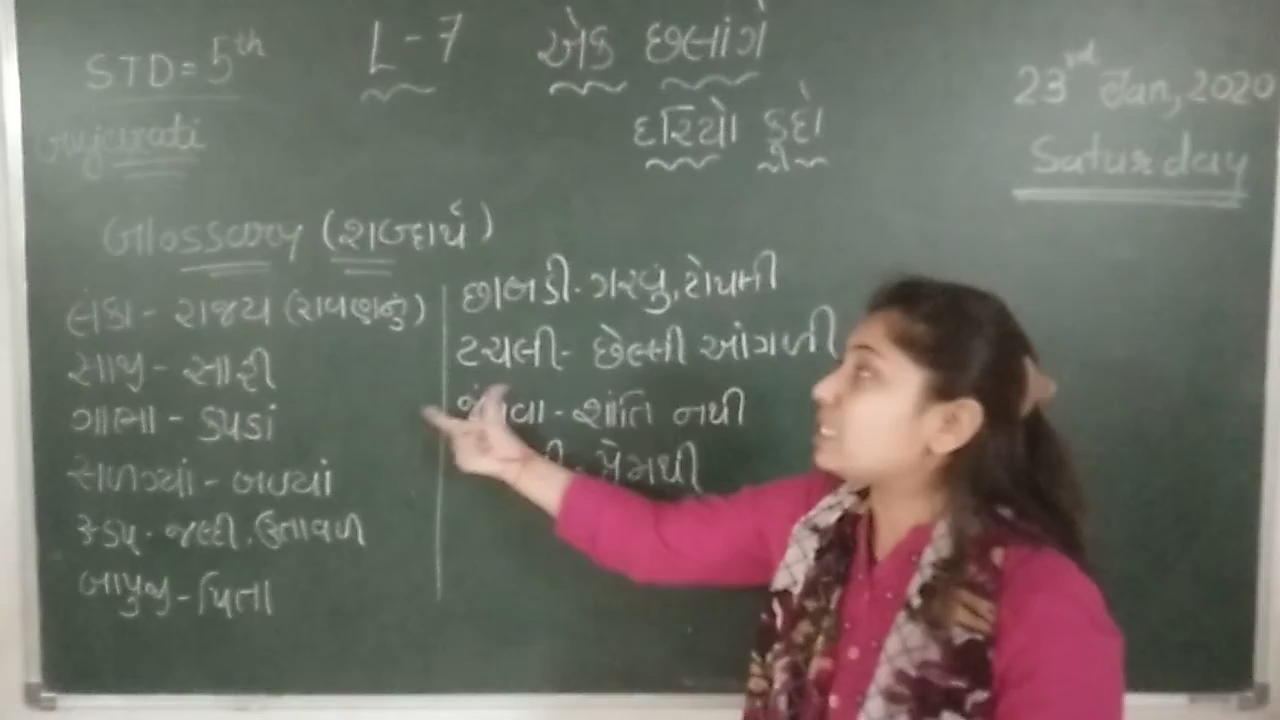 STD = 5th
L - 7
એક છલાંગે
દરિયો કૂદો
23rd Jan, 2020
Saturday
Gujarati
Glossary (શબ્દાર્થ)
લંકા - રાજ્ય (રાવણનું)
સાજી - સારી
ગાભા - કપડાં
સળગ્યાં - બળ્યાં
ઝડપ - જલ્દી, ઉતાવળ
બાપુજી - પિતા
છાબડી - ગરવું, ટોપલી
ટચલી - છેલ્લી આંગળી
શાંતિ નથી
પ્રેમથી